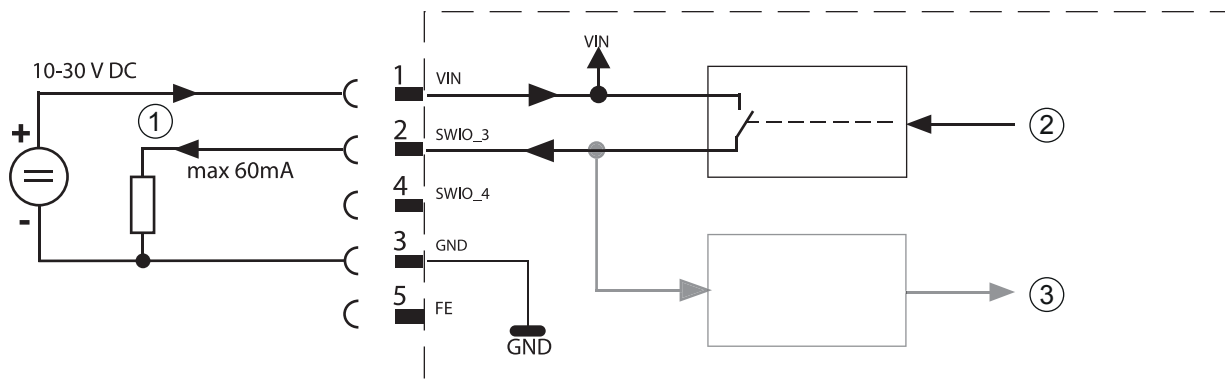 10-30 V DC
1
VIN
VIN
1
2
SWIO_3
2
+
max 60mA
4
SWIO_4
-
3
GND
3
5
FE
GND